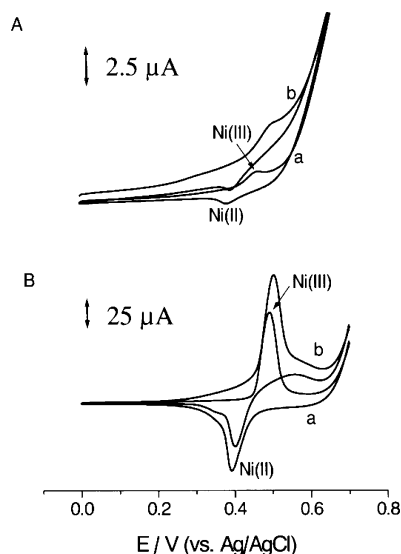 A
2.5 µA
b
Ni(III)
a
Ni(II)
B
25 µA
Ni(III)
b
a
Ni(II)
0.0 0.2 0.4 0.6 0.8
E / V (vs. Ag/AgCl)